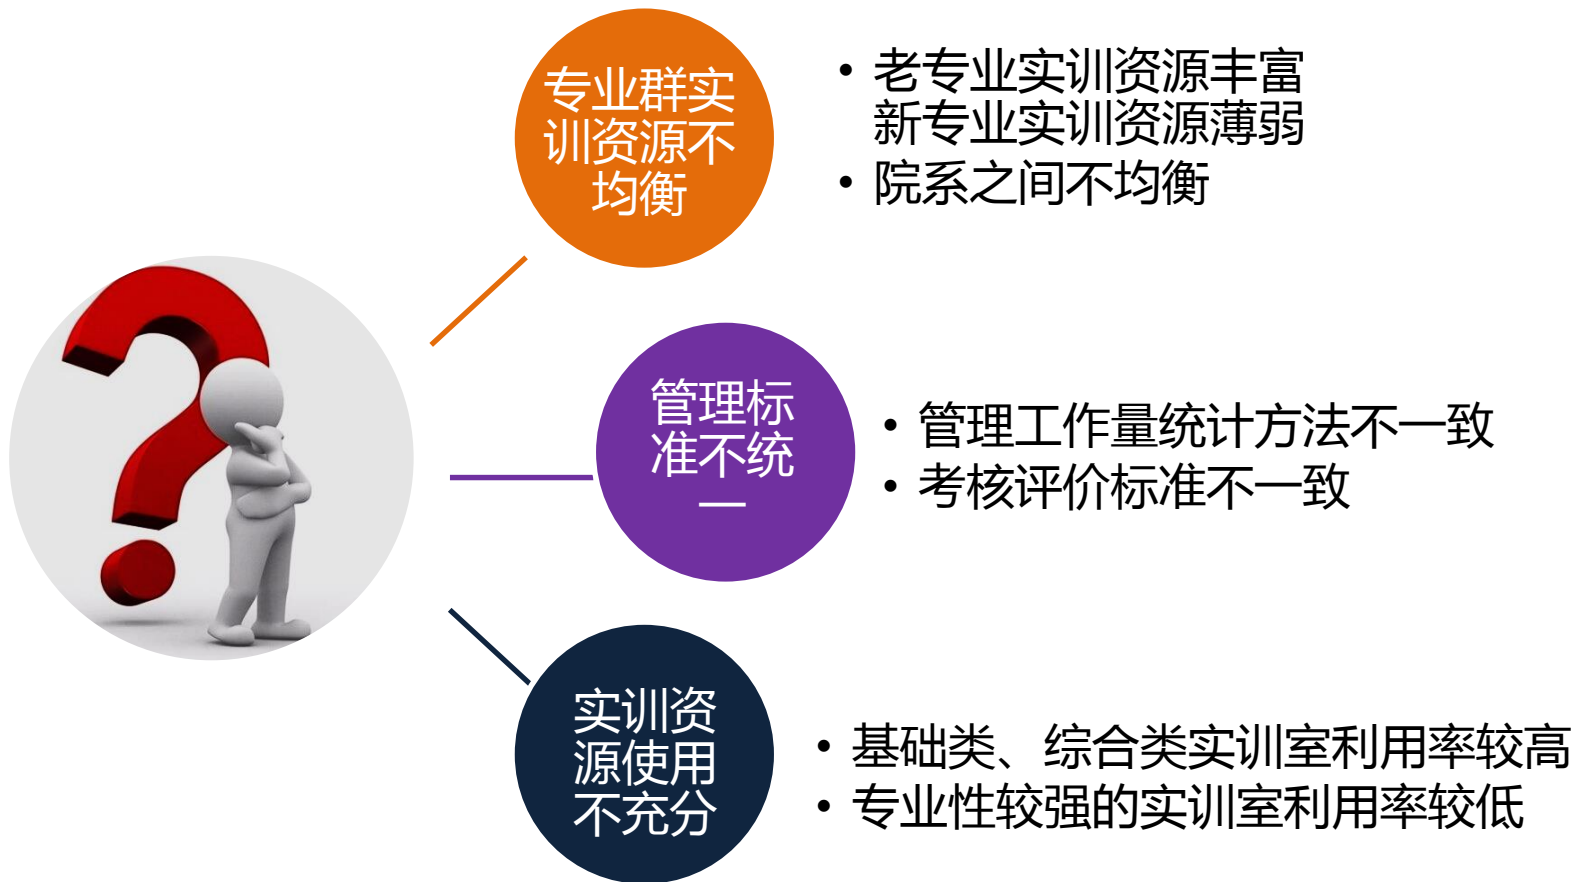 专业群实
训资源不
均衡
• 老专业实训资源丰富
新专业实训资源薄弱
• 院系之间不均衡
管理标
准不统
一
• 管理工作量统计方法不一致
• 考核评价标准不一致
实训资
源使用
不充分
• 基础类、综合类实训室利用率较高
• 专业性较强的实训室利用率较低